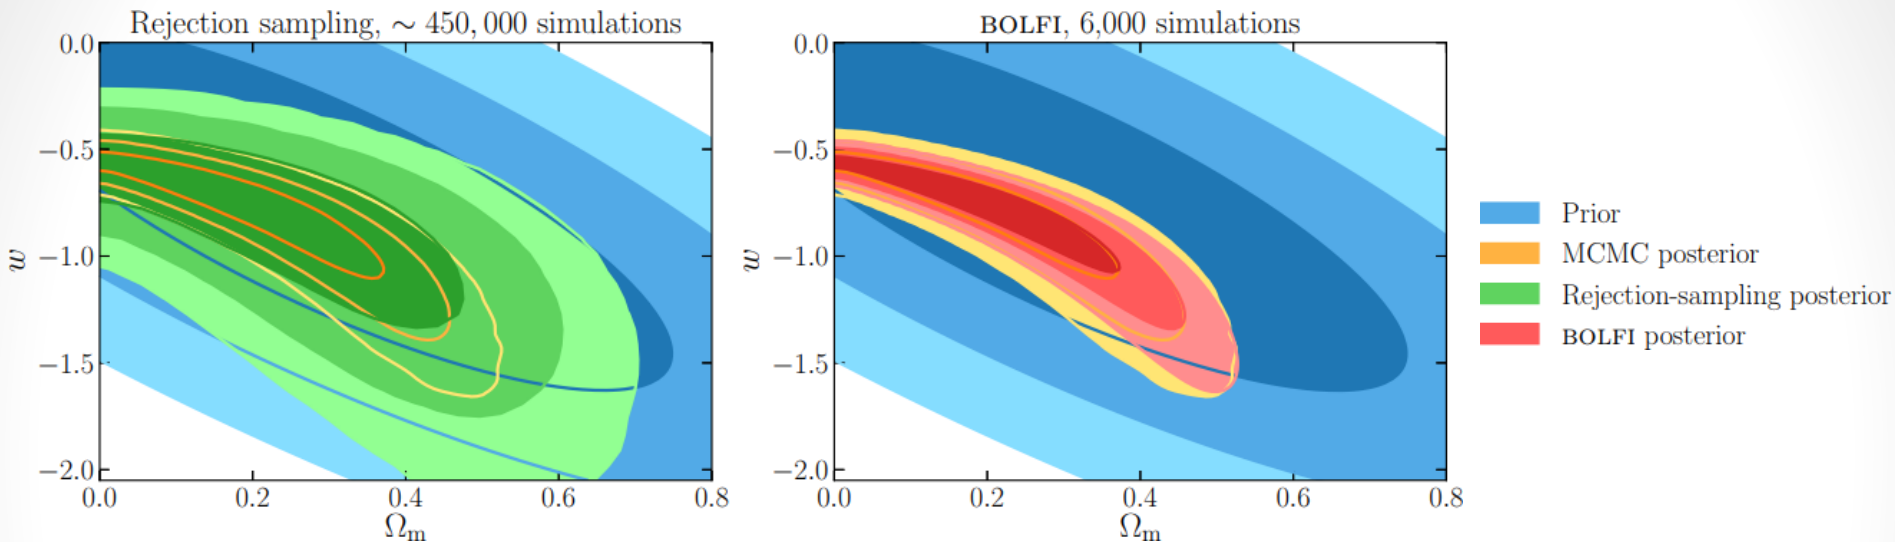 Rejection sampling, ∼ 450, 000 simulations
0.0
−0.5
−1.0
−1.5
−2.0
w
0.0 0.2 0.4 0.6 0.8
Ωm
BOLFI, 6,000 simulations
0.0
−0.5
−1.0
−1.5
−2.0
w
0.0 0.2 0.4 0.6 0.8
Ωm
Prior
MCMC posterior
Rejection-sampling posterior
BOLFI posterior